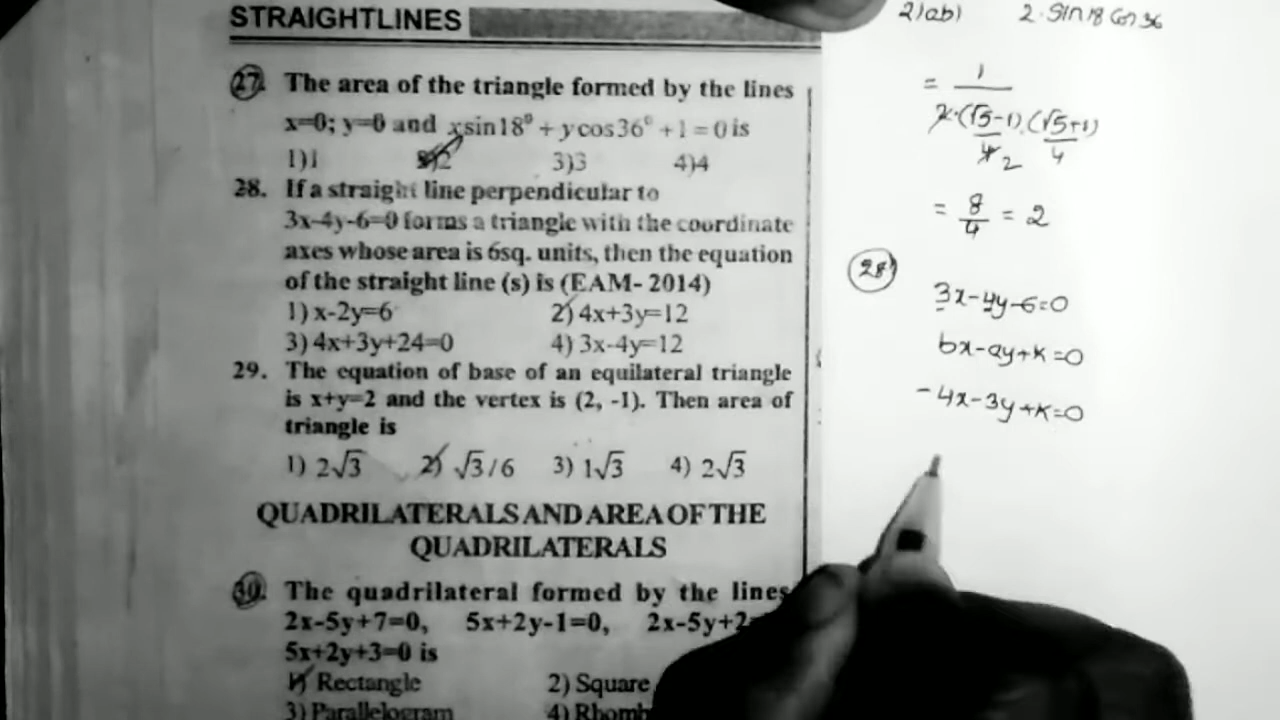 STRAIGHTLINES
27. The area of the triangle formed by the lines
x=0; y=0 and x sin18° + y cos36° + 1 = 0 is
1)1 2)2 3)3 4)4
28. If a straight line perpendicular to
3x-4y-6=0 forms a triangle with the coordinate
axes whose area is 6sq. units, then the equation
of the straight line (s) is (EAM- 2014)
1) x-2y=6 2) 4x+3y=12
3) 4x+3y+24=0 4) 3x-4y=12
29. The equation of base of an equilateral triangle
is x+y=2 and the vertex is (2, -1). Then area of
triangle is
1) 2√3 2) √3/6 3) 1√3 4) 2√3
QUADRILATERALS AND AREA OF THE
QUADRILATERALS
30. The quadrilateral formed by the lines
2x-5y+7=0, 5x+2y-1=0, 2x-5y+2
5x+2y+3=0 is
1) Rectangle 2) Square
3) Parallelogram 4) Rhomb
2|ab| 2·Sin18 Cos36
= 1
2·(√5-1)·(√5+1)
4 2 4
= 8/4 = 2
28)
3x-4y-6=0
bx-ay+k=0
-4x-3y+k=0